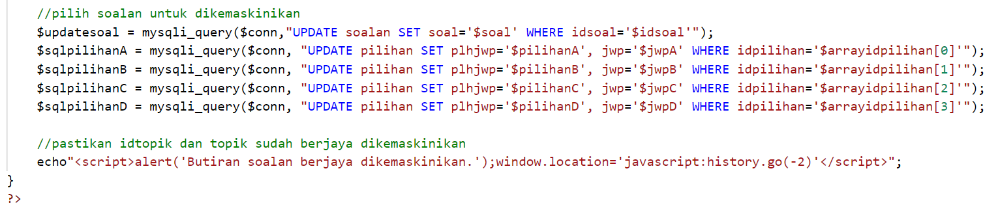 //pilih soalan untuk dikemaskinikan
$updatesoal = mysqli_query($conn,"UPDATE soalan SET soal='$soal' WHERE idsoal='$idsoal'");
$sqlpilihanA = mysqli_query($conn, "UPDATE pilihan SET plhjwp='$pilihanA', jwp='$jwpA' WHERE idpilihan='$arrayidpilihan[0]'");
$sqlpilihanB = mysqli_query($conn, "UPDATE pilihan SET plhjwp='$pilihanB', jwp='$jwpB' WHERE idpilihan='$arrayidpilihan[1]'");
$sqlpilihanC = mysqli_query($conn, "UPDATE pilihan SET plhjwp='$pilihanC', jwp='$jwpC' WHERE idpilihan='$arrayidpilihan[2]'");
$sqlpilihanD = mysqli_query($conn, "UPDATE pilihan SET plhjwp='$pilihanD', jwp='$jwpD' WHERE idpilihan='$arrayidpilihan[3]'");
//pastikan idtopik dan topik sudah berjaya dikemaskinikan
echo"<script>alert('Butiran soalan berjaya dikemaskinikan.');window.location='javascript:history.go(-2)'</script>";
}
?>